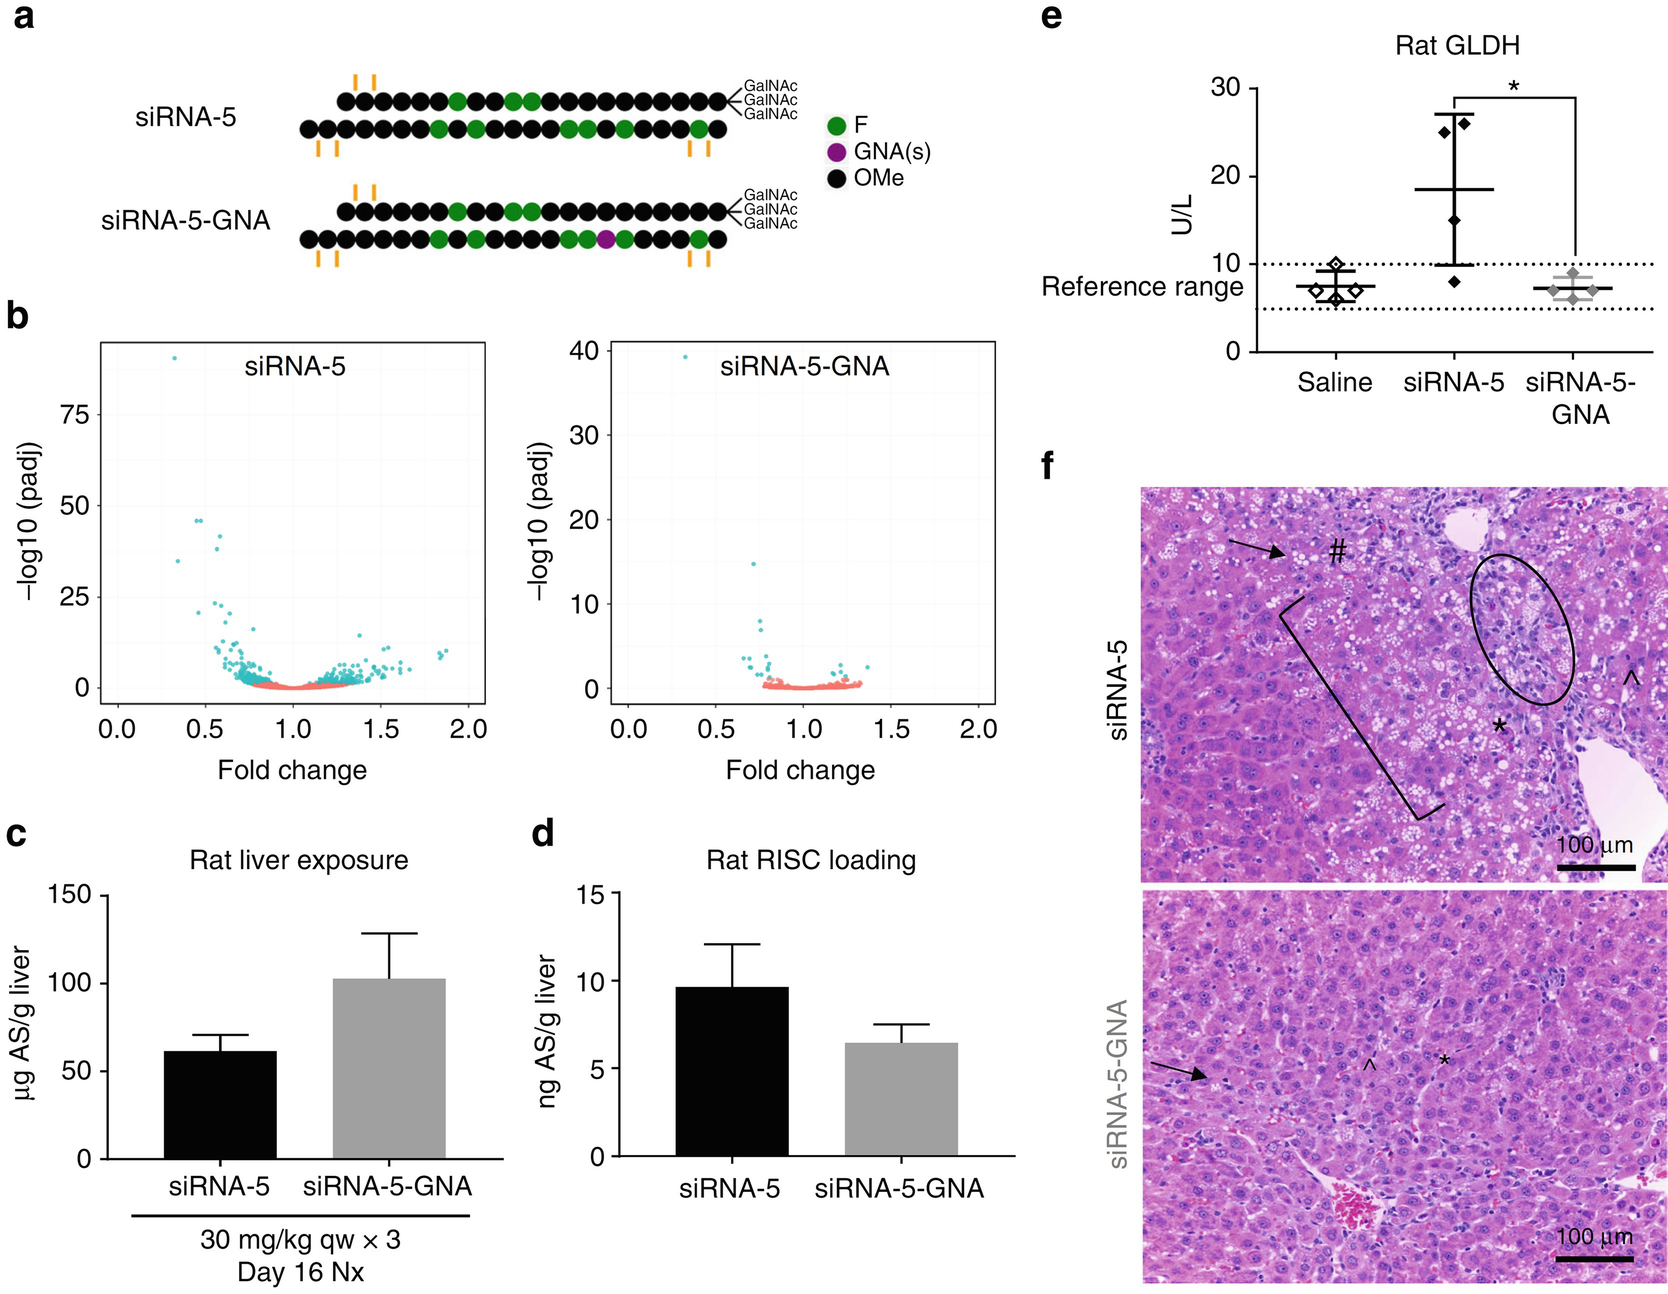 a
siRNA-5
GalNAc
GalNAc
GalNAc
siRNA-5-GNA
GalNAc
GalNAc
GalNAc
F
GNA(s)
OMe
b
siRNA-5
−log10 (padj)
75
50
25
0
0.0 0.5 1.0 1.5 2.0
Fold change
siRNA-5-GNA
−log10 (padj)
40
30
20
10
0
0.0 0.5 1.0 1.5 2.0
Fold change
c
Rat liver exposure
µg AS/g liver
150
100
50
0
siRNA-5 siRNA-5-GNA
30 mg/kg qw × 3
Day 16 Nx
d
Rat RISC loading
ng AS/g liver
15
10
5
0
siRNA-5 siRNA-5-GNA
e
Rat GLDH
*
U/L
30
20
10
Reference range
0
Saline siRNA-5 siRNA-5-
GNA
f
siRNA-5
#
^
*
100 µm
siRNA-5-GNA
^ *
100 µm